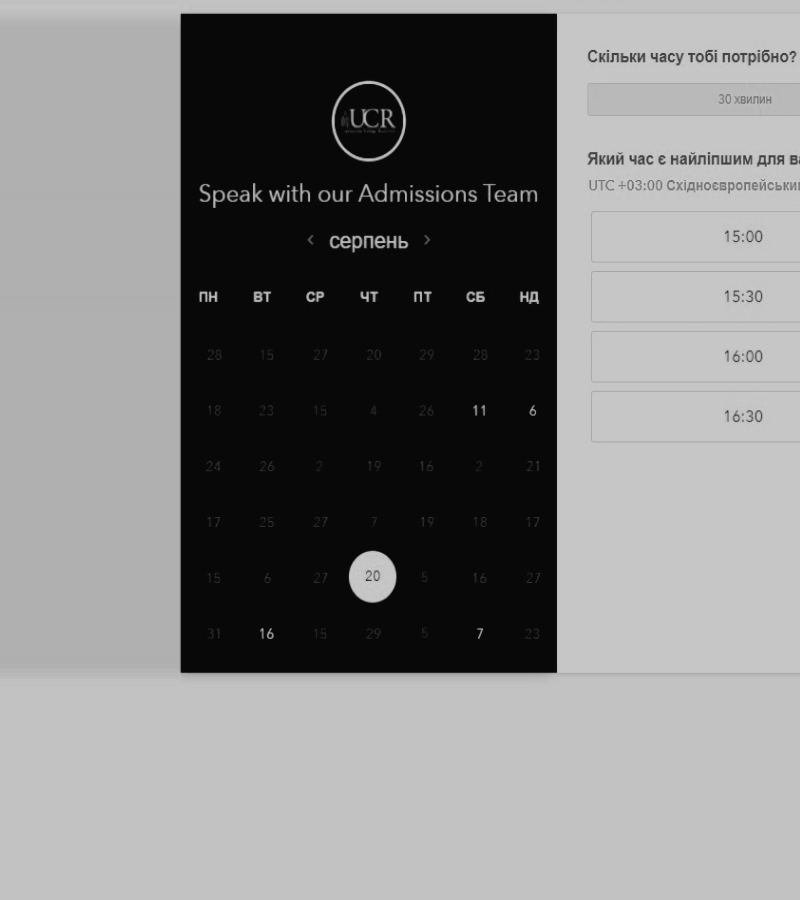 UCR
Speak with our Admissions Team
‹ серпень ›
ПН ВТ СР ЧТ ПТ СБ НД
28 15 27 20 29 28 23
18 23 15 4 26 11 6
24 26 2 19 16 2 21
17 25 27 7 19 18 17
15 6 27 20 5 16 27
31 16 15 29 5 7 23
Скільки часу тобі потрібно?
30 хвилин
Який час є найліпшим для ва
UTC +03:00 Східноєвропейський
15:00
15:30
16:00
16:30